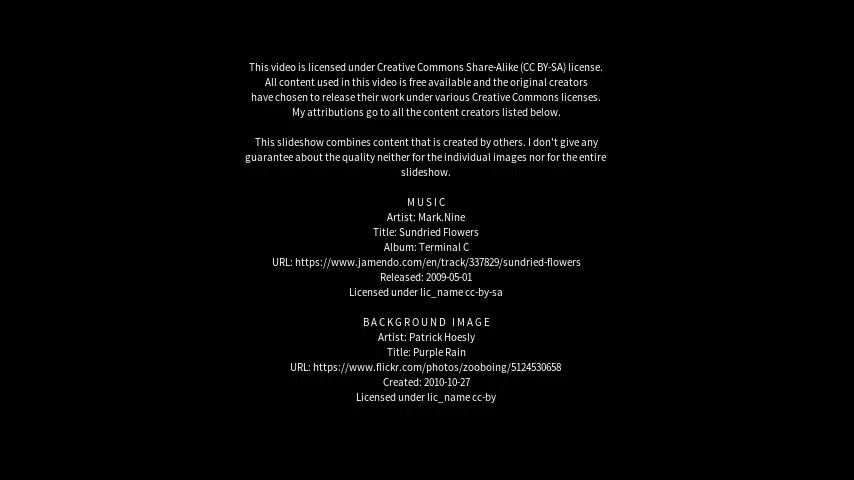 This video is licensed under Creative Commons Share-Alike (CC BY-SA) license.
All content used in this video is free available and the original creators
have chosen to release their work under various Creative Commons licenses.
My attributions go to all the content creators listed below.
This slideshow combines content that is created by others. I don't give any
guarantee about the quality neither for the individual images nor for the entire
slideshow.
MUSIC
Artist: Mark.Nine
Title: Sundried Flowers
Album: Terminal C
URL: https://www.jamendo.com/en/track/337829/sundried-flowers
Released: 2009-05-01
Licensed under lic_name cc-by-sa
BACKGROUND IMAGE
Artist: Patrick Hoesly
Title: Purple Rain
URL: https://www.flickr.com/photos/zooboing/5124530658
Created: 2010-10-27
Licensed under lic_name cc-by